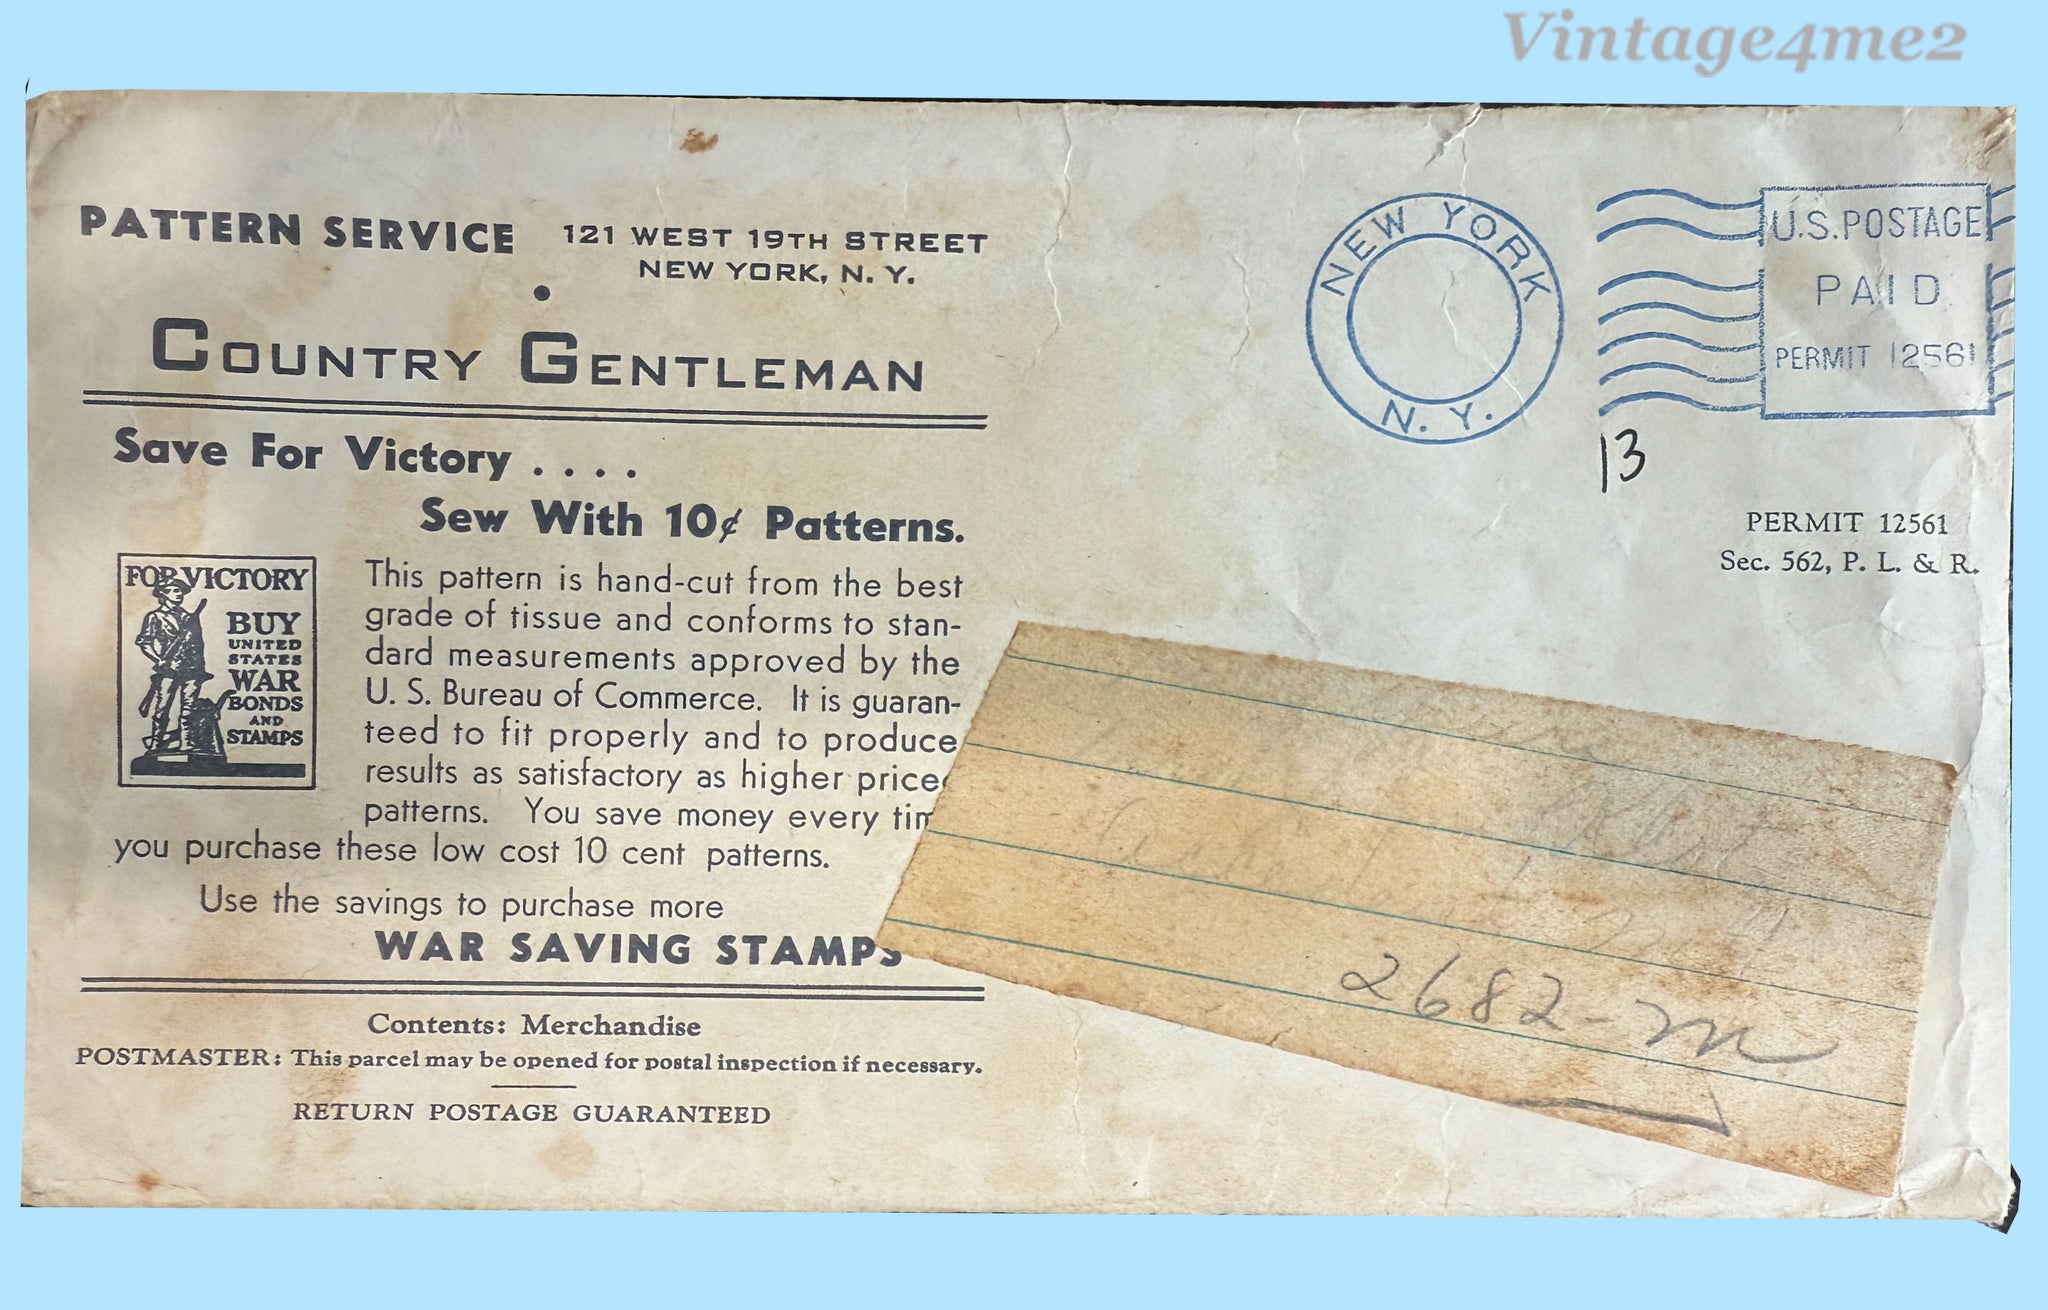 Vintage4me2
PATTERN SERVICE
121 WEST 19TH STREET
NEW YORK, N. Y.
COUNTRY GENTLEMAN
Save For Victory . . . .
Sew With 10¢ Patterns.
FOR VICTORY
BUY
UNITED
STATES
WAR
BONDS
AND
STAMPS
This pattern is hand-cut from the best
grade of tissue and conforms to stan-
dard measurements approved by the
U. S. Bureau of Commerce. It is guaran-
teed to fit properly and to produce
results as satisfactory as higher price
patterns. You save money every
you purchase these low cost 10 cent patterns.
Use the savings to purchase more
WAR SAVING STAMPS
Contents: Merchandise
POSTMASTER: This parcel may be opened for postal inspection if necessary.
RETURN POSTAGE GUARANTEED
NEW YORK
N. Y.
U.S. POSTAGE
PAID
PERMIT 12561
13
PERMIT 12561
Sec. 562, P. L. & R.
2682-m